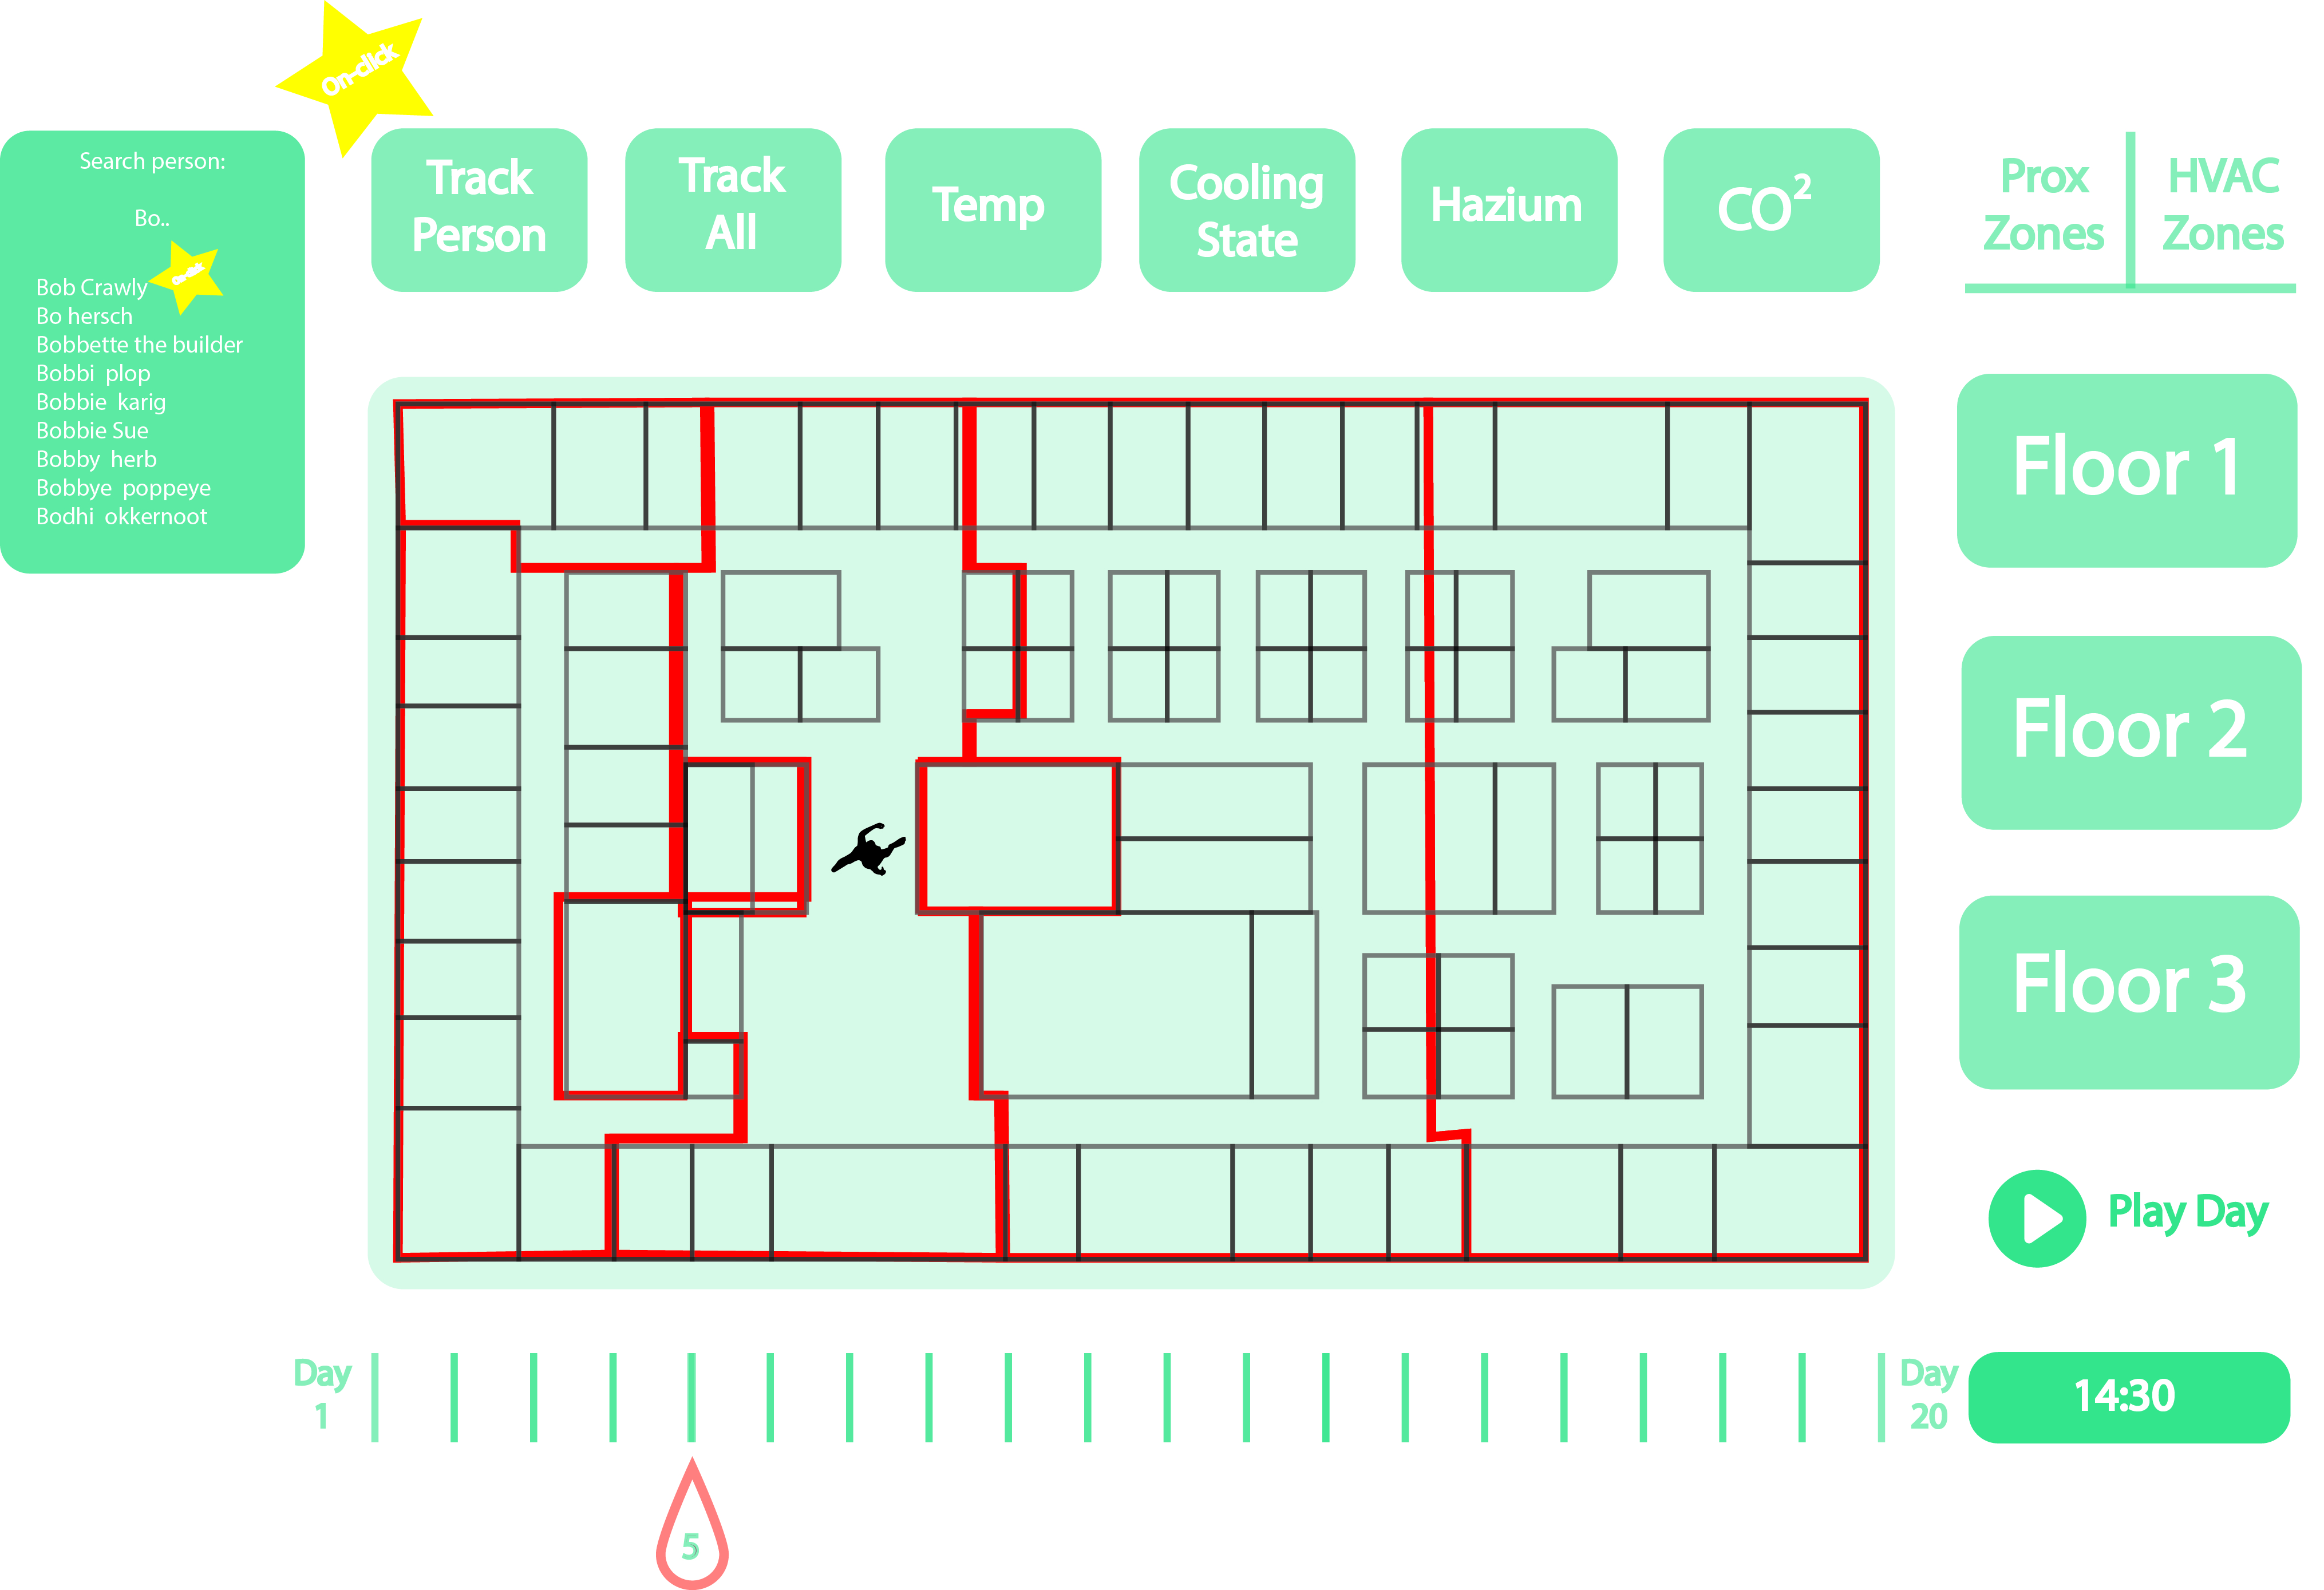 On-click
Search person:
Bo..
On-click
Bob Crawly
Bo hersch
Bobbette the builder
Bobbi plop
Bobbie karig
Bobbie Sue
Bobby herb
Bobbye poppeye
Bodhi okkernoot
Track
Person
Track
All
Temp
Cooling
State
Hazium
CO²
Prox
Zones
HVAC
Zones
Floor 1
Floor 2
Floor 3
Play Day
Day
1
Day
20
14:30
5